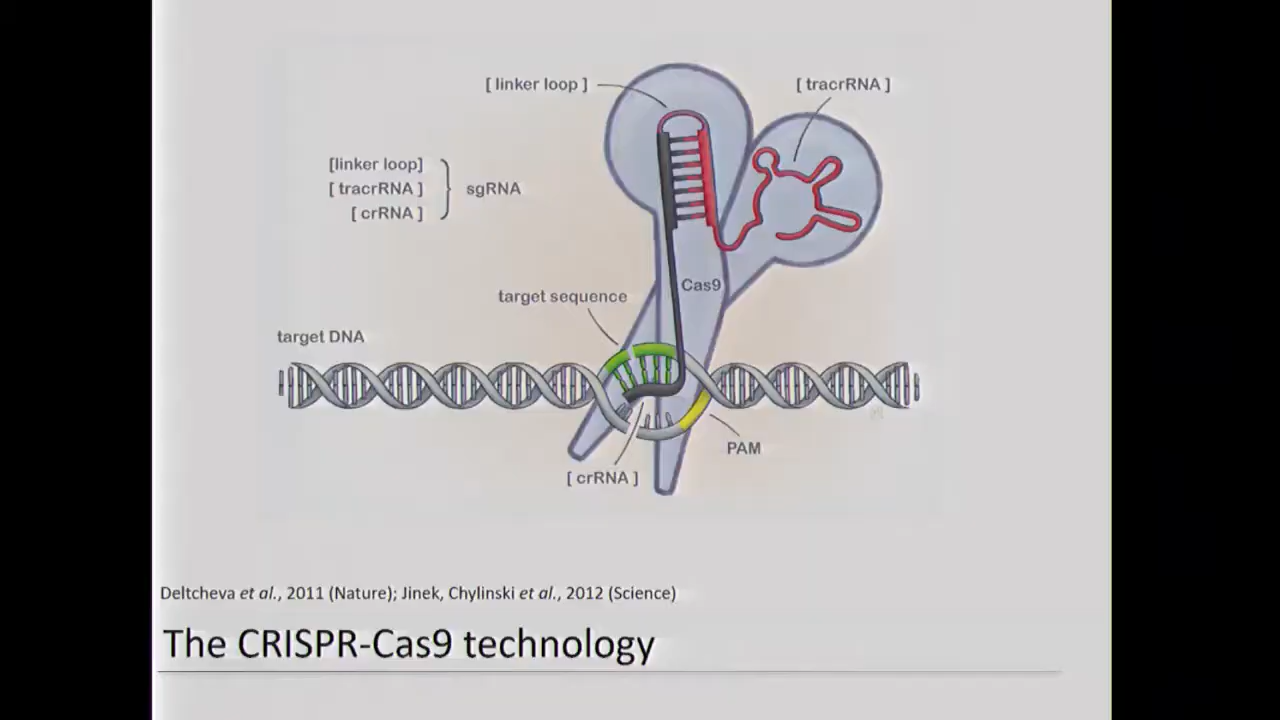 [ linker loop ]
[ tracrRNA ]
[linker loop]
[ tracrRNA ]
[ crRNA ]
sgRNA
Cas9
target sequence
target DNA
PAM
[ crRNA ]
Deltcheva et al., 2011 (Nature); Jinek, Chylinski et al., 2012 (Science)
The CRISPR-Cas9 technology